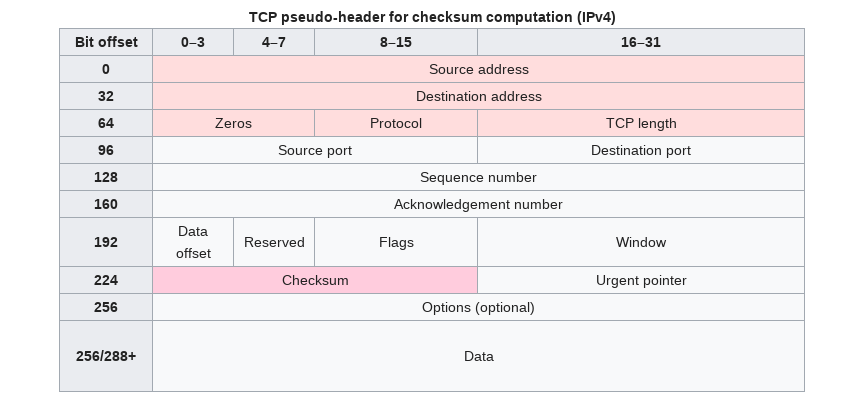 TCP pseudo-header for checksum computation (IPv4)
Bit offset 0–3 4–7 8–15 16–31
0 Source address
32 Destination address
64 Zeros Protocol TCP length
96 Source port Destination port
128 Sequence number
160 Acknowledgement number
192 Data offset Reserved Flags Window
224 Checksum Urgent pointer
256 Options (optional)
256/288+ Data